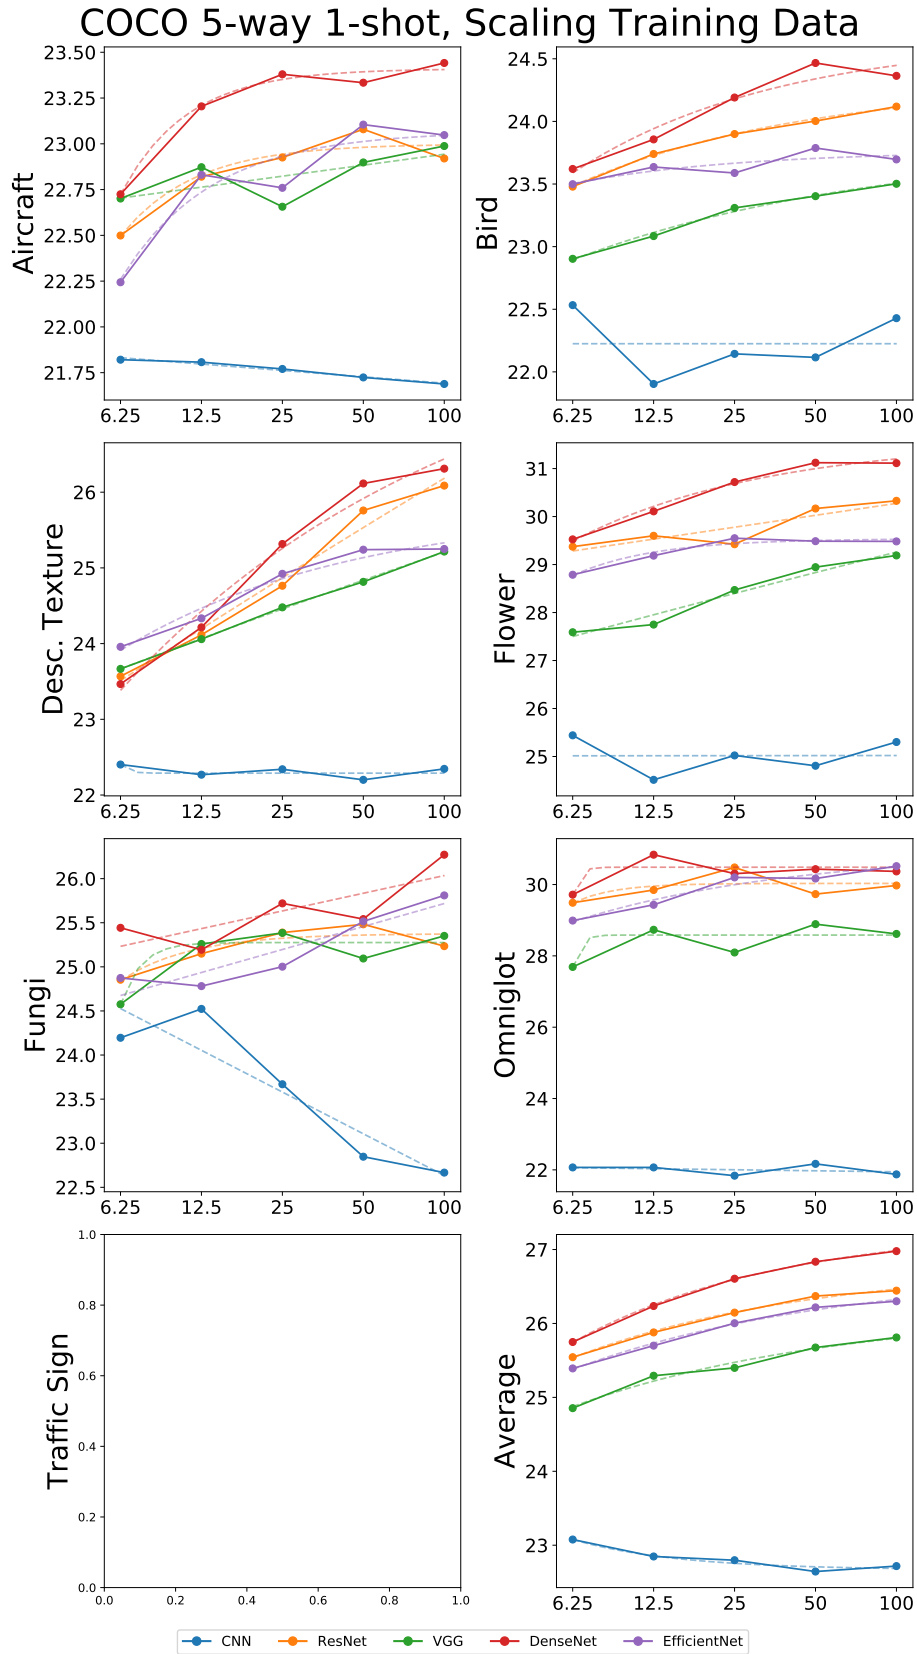 COCO 5-way 1-shot, Scaling Training Data
Aircraft
23.50
23.25
23.00
22.75
22.50
22.25
22.00
21.75
6.25 12.5 25 50 100
Bird
24.5
24.0
23.5
23.0
22.5
22.0
6.25 12.5 25 50 100
Desc. Texture
26
25
24
23
22
6.25 12.5 25 50 100
Flower
31
30
29
28
27
26
25
6.25 12.5 25 50 100
Fungi
26.0
25.5
25.0
24.5
24.0
23.5
23.0
22.5
6.25 12.5 25 50 100
Omniglot
30
28
26
24
22
6.25 12.5 25 50 100
Traffic Sign
1.0
0.8
0.6
0.4
0.2
0.0
0.0 0.2 0.4 0.6 0.8 1.0
Average
27
26
25
24
23
6.25 12.5 25 50 100
CNN ResNet VGG DenseNet EfficientNet